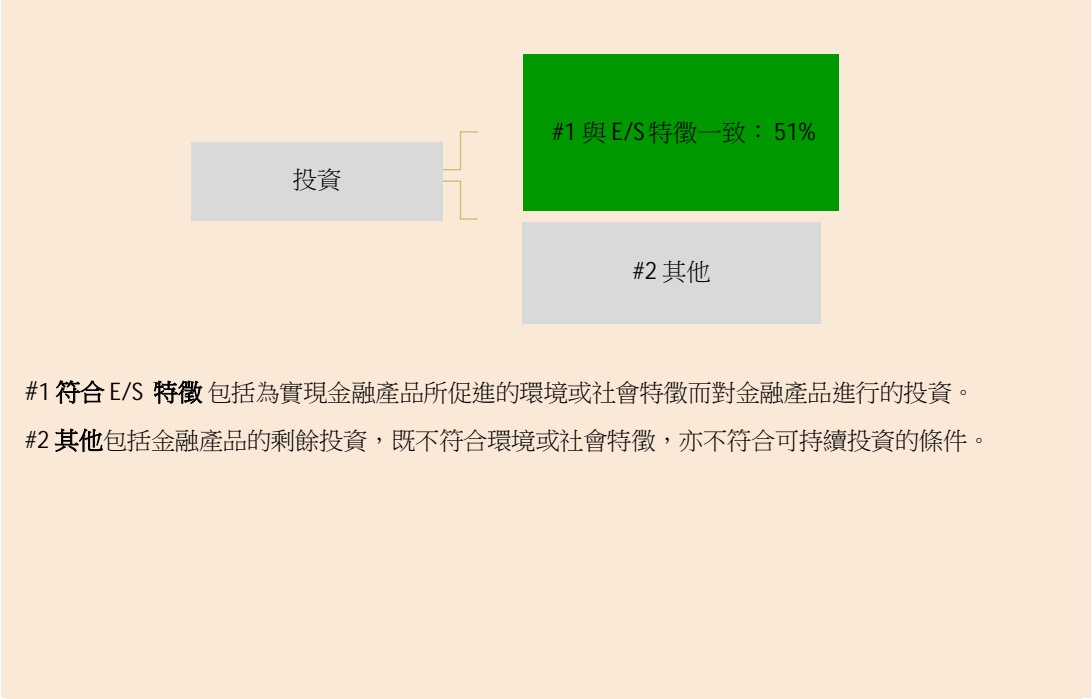 #1 與 E/S 特徵一致： 51%
投資
#2 其他
#1 符合 E/S 特徵 包括為實現金融產品所促進的環境或社會特徵而對金融產品進行的投資。
#2 其他包括金融產品的剩餘投資，既不符合環境或社會特徵，亦不符合可持續投資的條件。